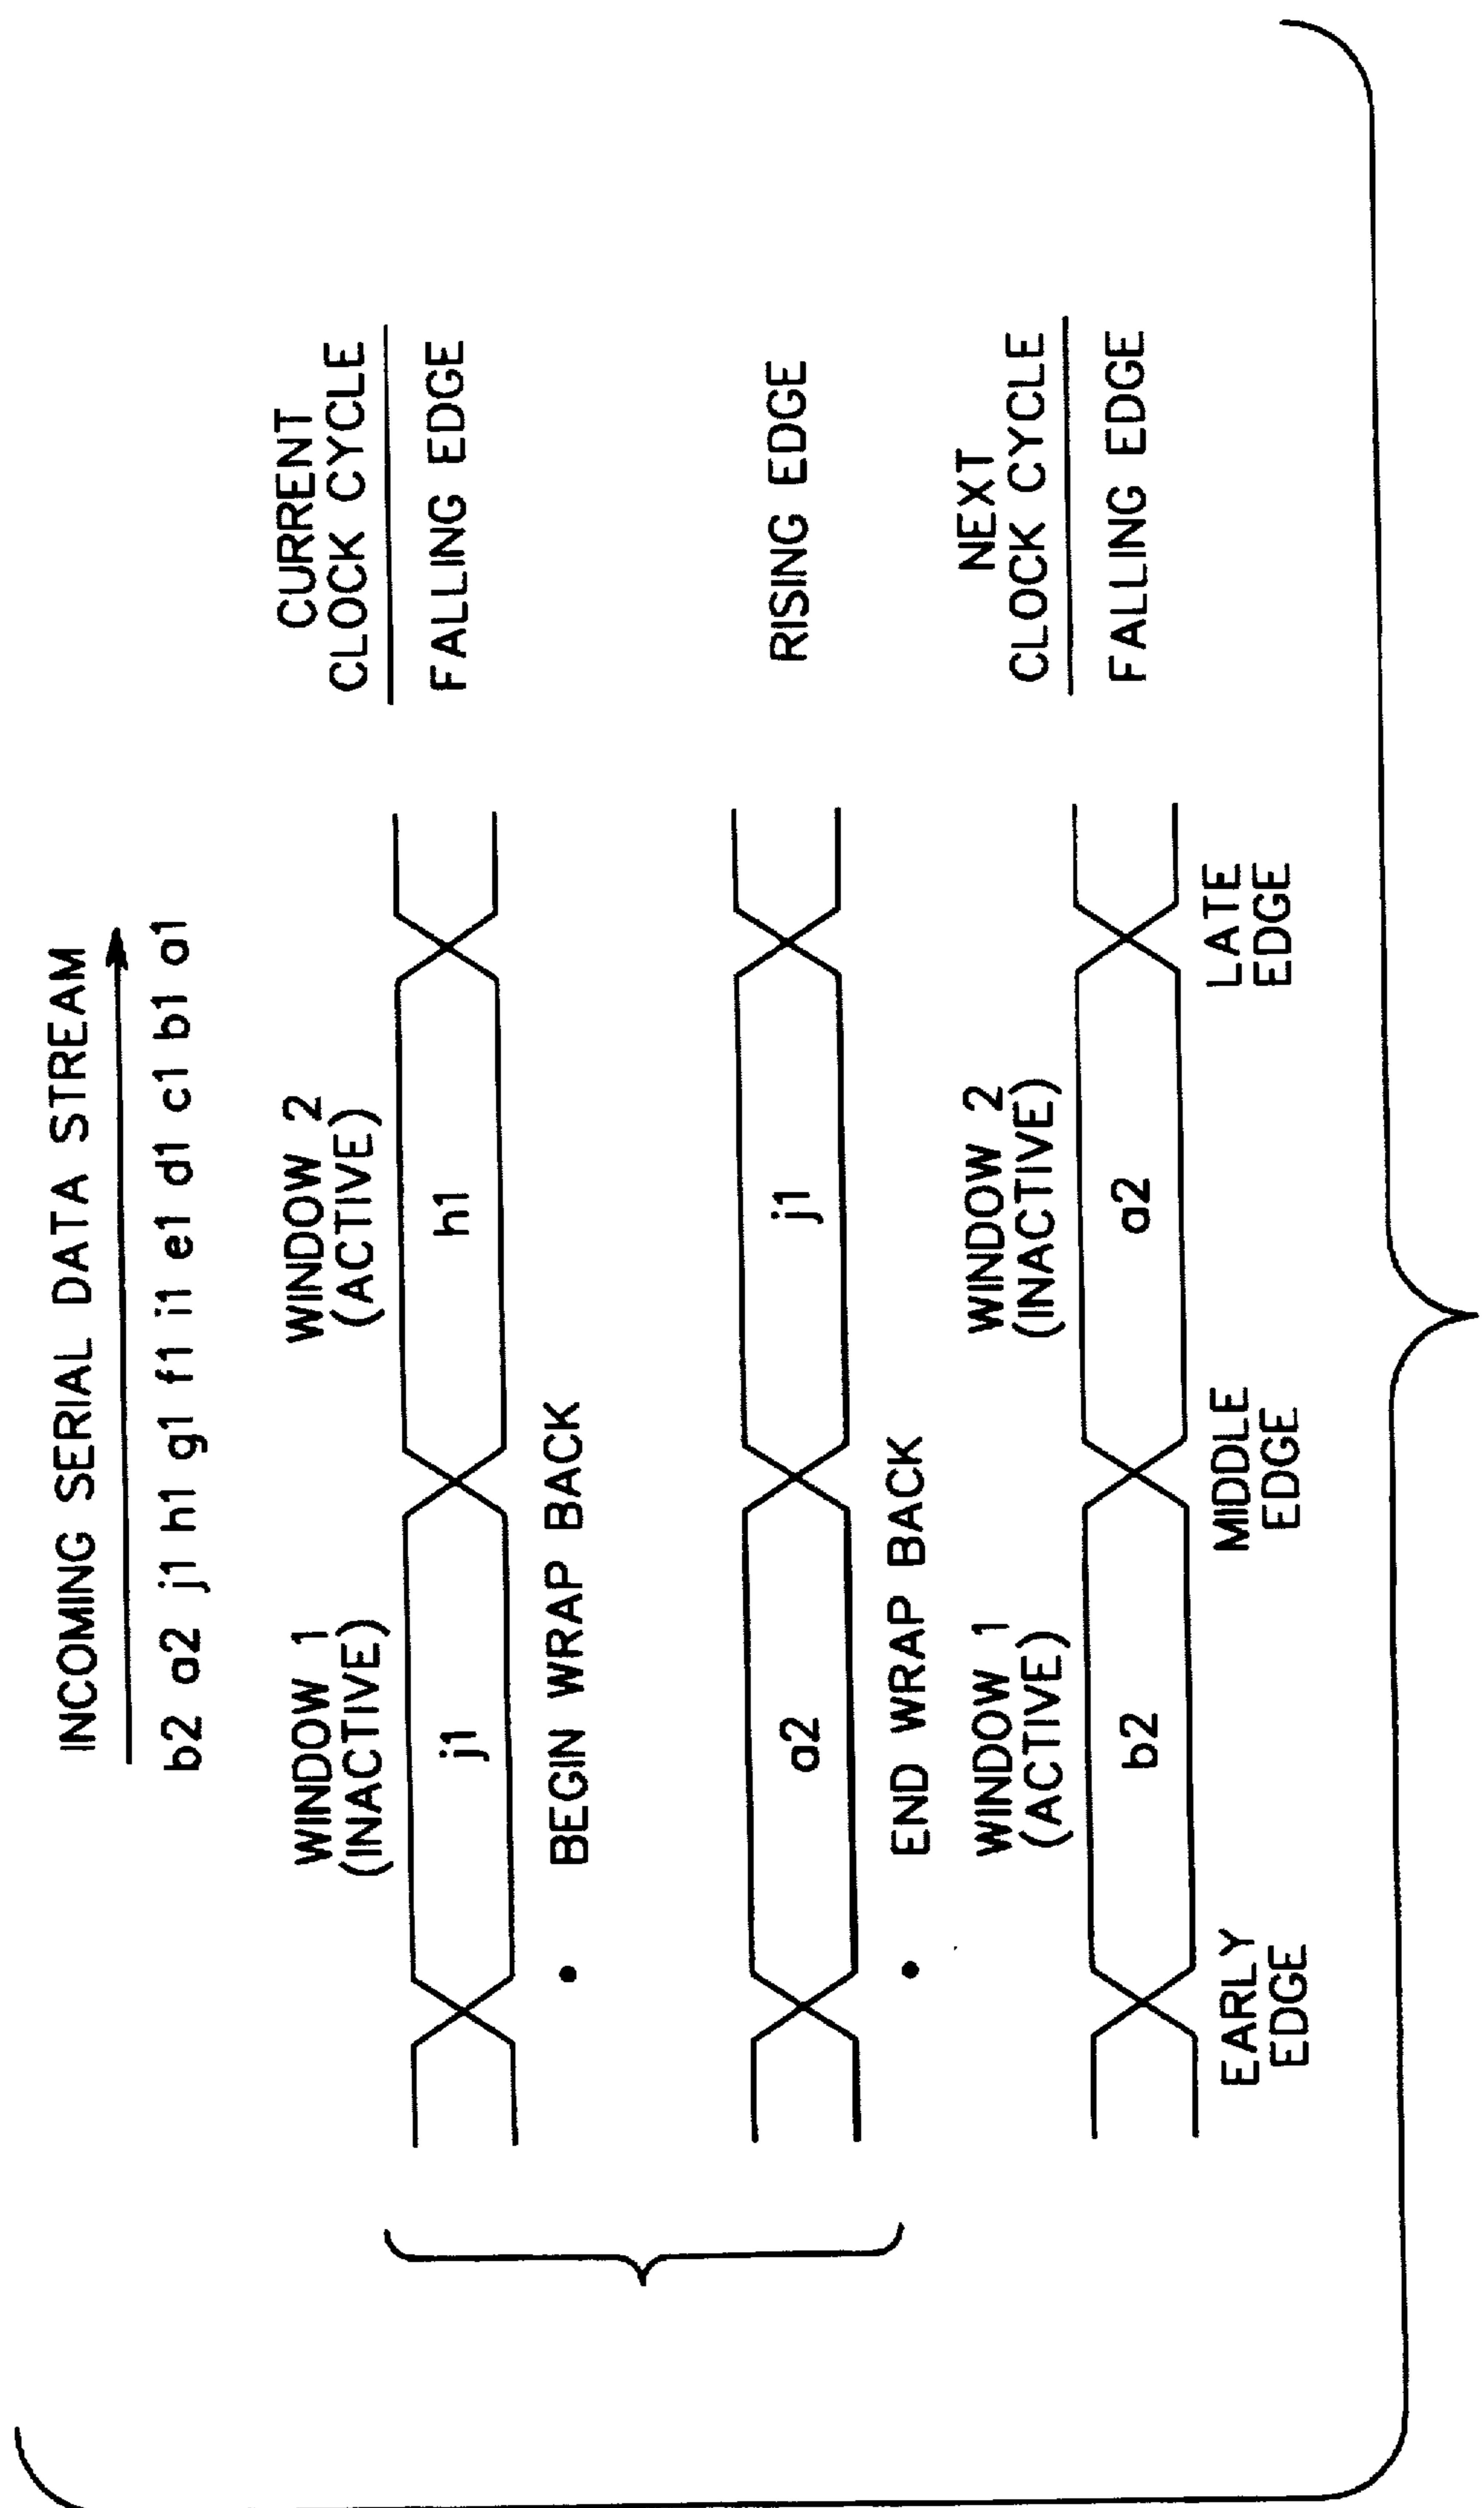 INCOMING SERIAL DATA STREAM
b2 a2 j1 h1 g1 f1 i1 e1 d1 c1 b1 a1
CURRENT
CLOCK CYCLE
WINDOW 1
(INACTIVE)
WINDOW 2
(ACTIVE)
j1
h1
FALLING EDGE
• BEGIN WRAP BACK
a2
j1
RISING EDGE
• END WRAP BACK
NEXT
CLOCK CYCLE
WINDOW 1
(ACTIVE)
WINDOW 2
(INACTIVE)
b2
a2
FALLING EDGE
EARLY
EDGE
MIDDLE
EDGE
LATE
EDGE